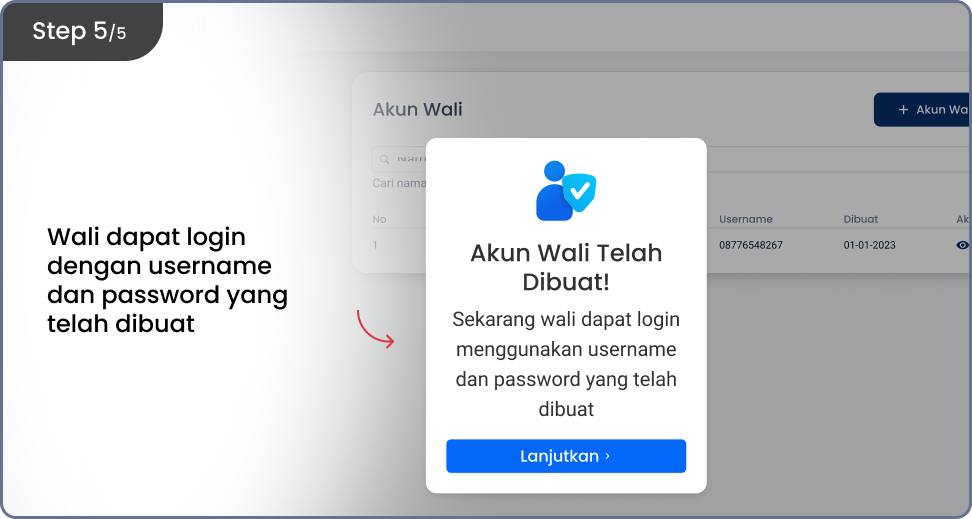 Step 5/5
Akun Wali
+ Akun Wa
Cari nama
No
Username
Dibuat
Ak
1
08776548267
01-01-2023
Wali dapat login
dengan username
dan password yang
telah dibuat
Akun Wali Telah
Dibuat!
Sekarang wali dapat login
menggunakan username
dan password yang telah
dibuat
Lanjutkan ›